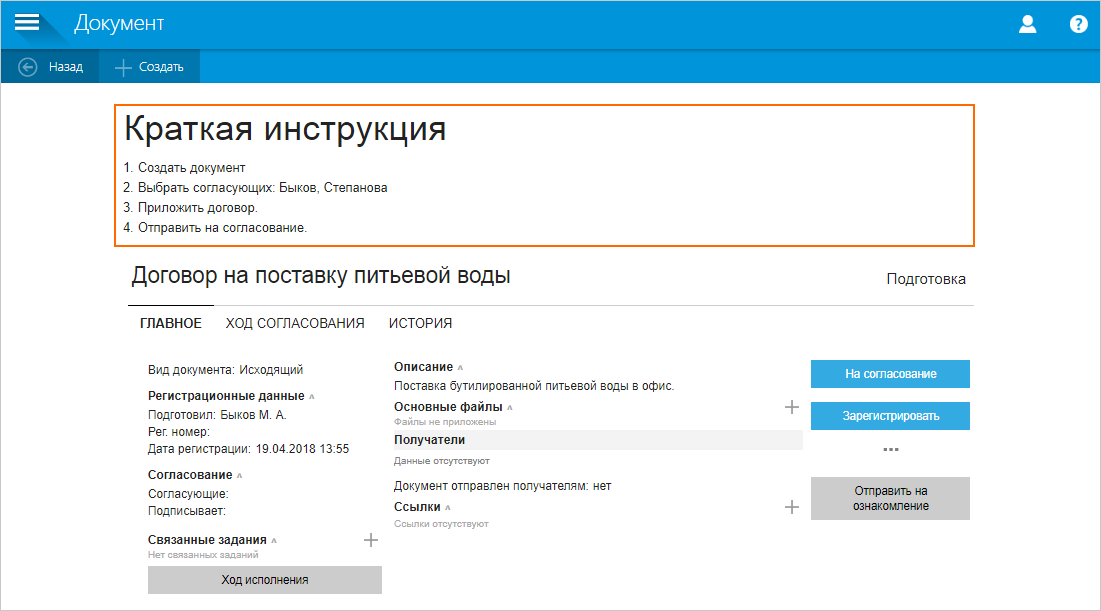 Документ
?
Назад
Создать
Краткая инструкция
1. Создать документ
2. Выбрать согласующих: Быков, Степанова
3. Приложить договор.
4. Отправить на согласование.
Договор на поставку питьевой воды
Подготовка
ГЛАВНОЕ
ХОД СОГЛАСОВАНИЯ
ИСТОРИЯ
Вид документа: Исходящий
Регистрационные данные
Подготовил: Быков М. А.
Рег. номер:
Дата регистрации: 19.04.2018 13:55
Согласование
Согласующие:
Подписывает:
Связанные задания
Нет связанных заданий
Ход исполнения
Описание
Поставка бутилированной питьевой воды в офис.
Основные файлы
Файлы не приложены
Получатели
Данные отсутствуют
Документ отправлен получателям: нет
Ссылки
Ссылки отсутствуют
На согласование
Зарегистрировать
...
Отправить на
ознакомление